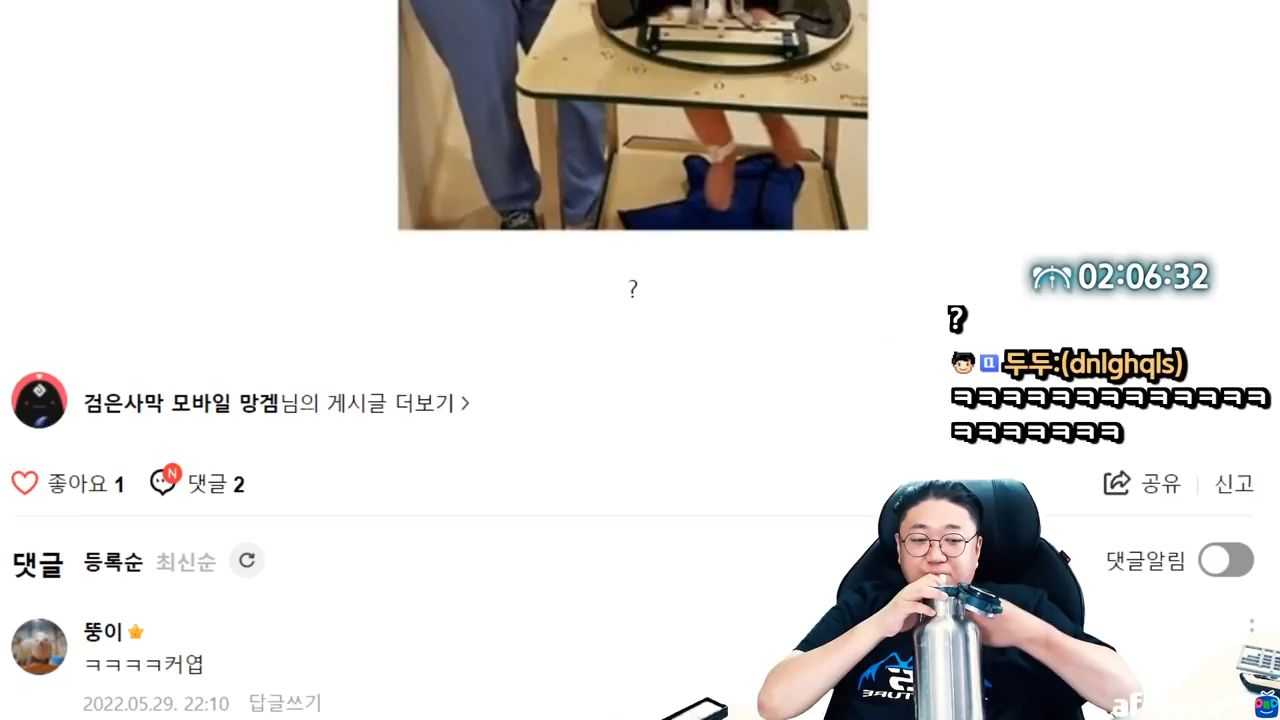 ?
02:06:32
?
두두:(dnlghqls)
ㅋㅋㅋㅋㅋㅋㅋㅋㅋㅋㅋㅋㅋ
ㅋㅋㅋㅋㅋㅋㅋ
검은사막 모바일 망겜님의 게시글 더보기 >
좋아요 1
N
댓글 2
공유
신고
댓글
등록순
최신순
댓글알림
뚱이
ㅋㅋㅋㅋ커엽
2022.05.29. 22:10
답글쓰기